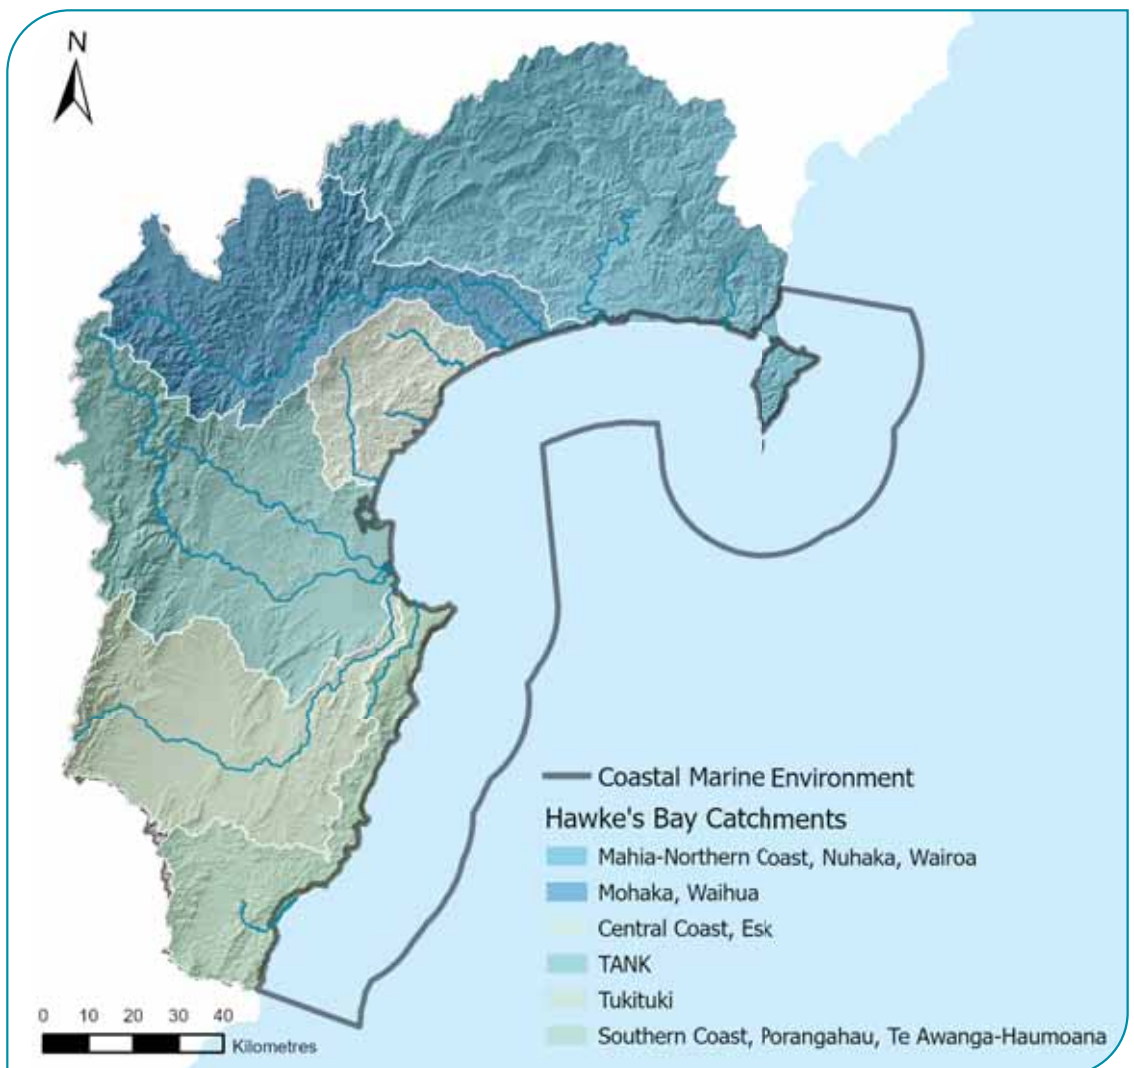 N
Coastal Marine Environment
Hawke's Bay Catchments
Mahia-Northern Coast, Nuhaka, Wairoa
Mohaka, Waihua
Central Coast, Esk
TANK
Tukituki
Southern Coast, Porangahau, Te Awanga-Haumoana
0 10 20 30 40
Kilometres